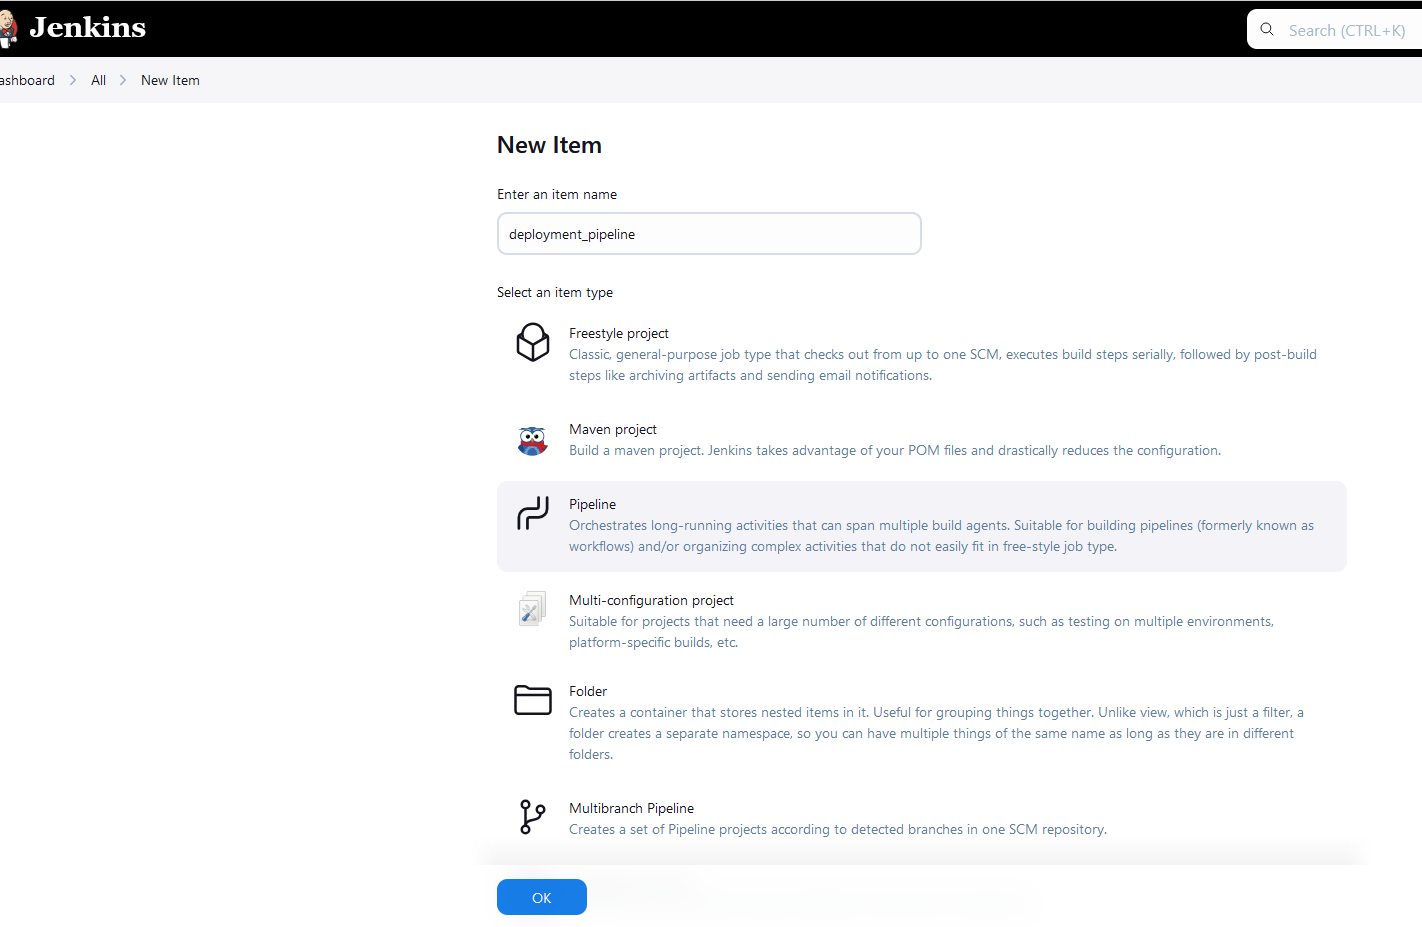 Jenkins
Search (CTRL+K)
ashboard > All > New Item
New Item
Enter an item name
deployment_pipeline
Select an item type
Freestyle project
Classic, general-purpose job type that checks out from up to one SCM, executes build steps serially, followed by post-build
steps like archiving artifacts and sending email notifications.
Maven project
Build a maven project. Jenkins takes advantage of your POM files and drastically reduces the configuration.
Pipeline
Orchestrates long-running activities that can span multiple build agents. Suitable for building pipelines (formerly known as
workflows) and/or organizing complex activities that do not easily fit in free-style job type.
Multi-configuration project
Suitable for projects that need a large number of different configurations, such as testing on multiple environments,
platform-specific builds, etc.
Folder
Creates a container that stores nested items in it. Useful for grouping things together. Unlike view, which is just a filter, a
folder creates a separate namespace, so you can have multiple things of the same name as long as they are in different
folders.
Multibranch Pipeline
Creates a set of Pipeline projects according to detected branches in one SCM repository.
OK